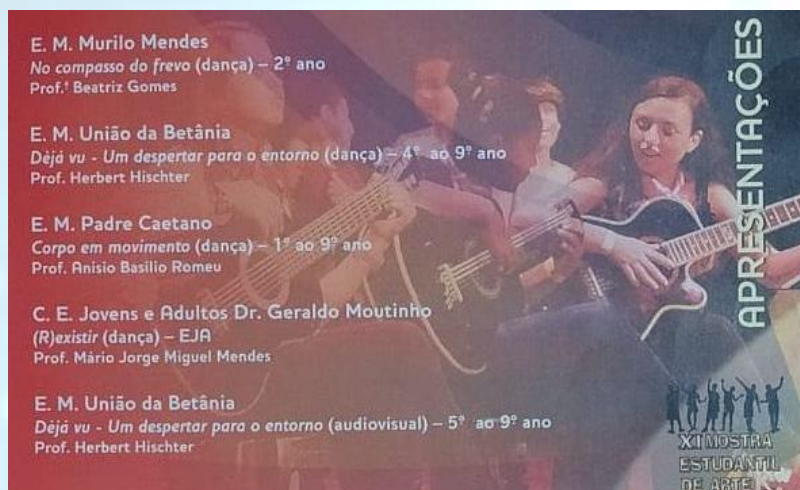 E. M. Murilo Mendes
No compasso do frevo (dança) – 2º ano
Prof.ª Beatriz Gomes
E. M. União da Betânia
Dèjà vu - Um despertar para o entorno (dança) – 4º ao 9º ano
Prof. Herbert Hischter
E. M. Padre Caetano
Corpo em movimento (dança) – 1º ao 9º ano
Prof. Anisio Basílio Romeu
C. E. Jovens e Adultos Dr. Geraldo Moutinho
(R)existir (dança) – EJA
Prof. Mário Jorge Miguel Mendes
E. M. União da Betânia
Dèjà vu - Um despertar para o entorno (audiovisual) – 5º ao 9º ano
Prof. Herbert Hischter
APRESENTAÇÕES
XI MOSTRA
ESTUDANTIL
DE ARTE